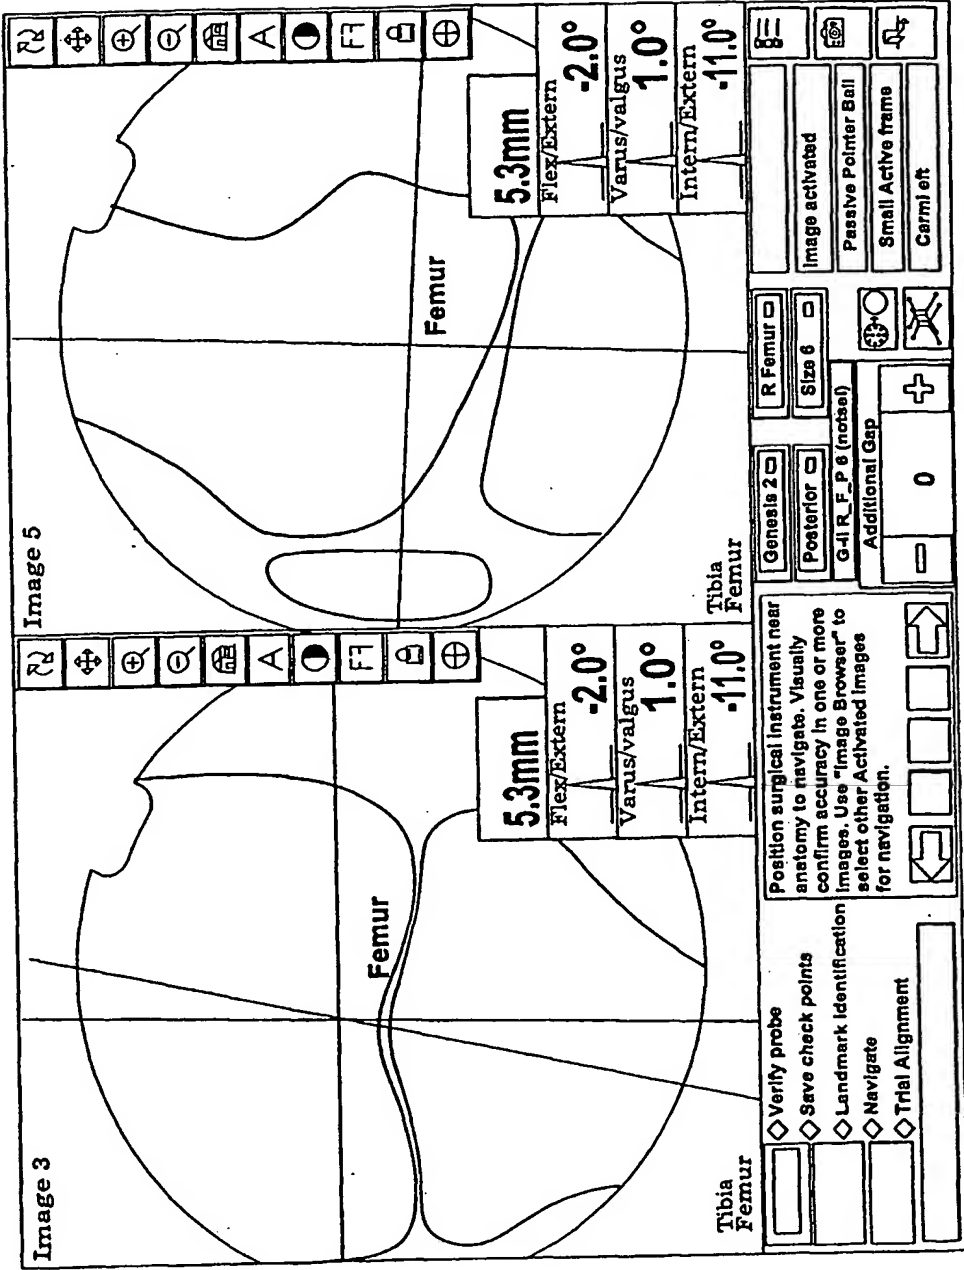 Image 3
A
FT
Femur
5.3mm
Flex/Extern
-2.0°
Varus/valgus
1.0°
Intern/Extern
-11.0°
Tibia
Femur
Image 5
A
FT
Femur
5.3mm
Flex/Extern
-2.0°
Varus/valgus
1.0°
Intern/Extern
-11.0°
Tibia
Femur
Verify probe
Save check points
Landmark Identification
Navigate
Trial Alignment
Position surgical instrument near
anatomy to navigate. Visually
confirm accuracy in one or more
images. Use "Image Browser" to
select other Activated Images
for navigation.
Genesis 2
R Femur
Posterior
Size 6
G-II R_F_P 6 (notsel)
Additional Gap
0
Image activated
Passive Pointer Ball
Small Active frame